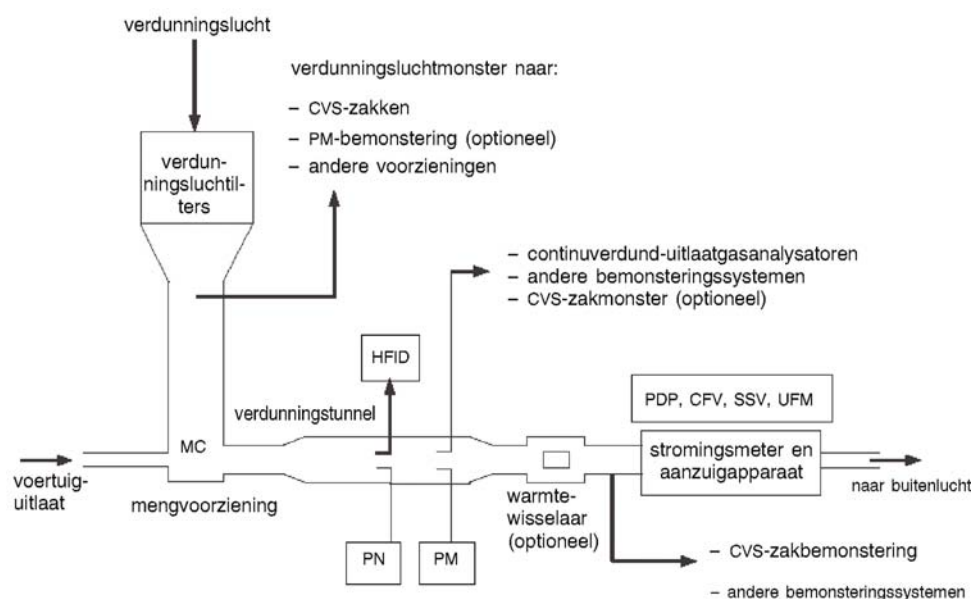 verdunningslucht
verdunningsluchtmonster naar:
– CVS-zakken
– PM-bemonstering (optioneel)
– andere voorzieningen
verdun-
ningsluchtil-
ters
– continuverdund-uitlaatgasanalysatoren
– andere bemonsteringssystemen
– CVS-zakmonster (optioneel)
HFID
verdunningstunnel
PDP, CFV, SSV, UFM
MC
stromingsmeter en
aanzuigapparaat
voertuig-
uitlaat
mengvoorziening
naar buitenlucht
warmte-
wisselaar
(optioneel)
PN
PM
– CVS-zakbemonstering
– andere bemonsteringssystemen